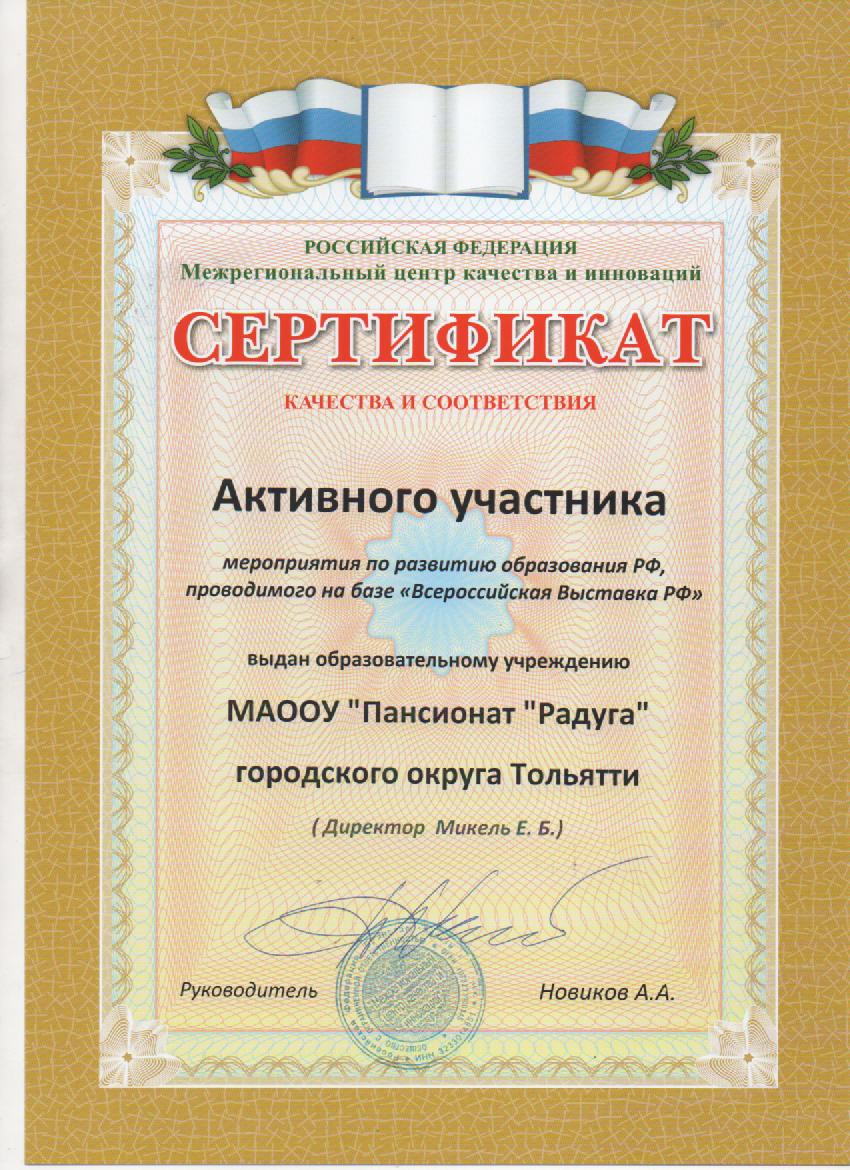 РОССИЙСКАЯ ФЕДЕРАЦИЯ
Межрегиональный центр качества и инноваций
СЕРТИФИКАТ
КАЧЕСТВА И СООТВЕТСТВИЯ
Активного участника
мероприятия по развитию образования РФ,
проводимого на базе «Всероссийская Выставка РФ»
выдан образовательному учреждению
МАООУ "Пансионат "Радуга"
городского округа Тольятти
( Директор Микель Е. Б.)
Руководитель
Новиков А.А.